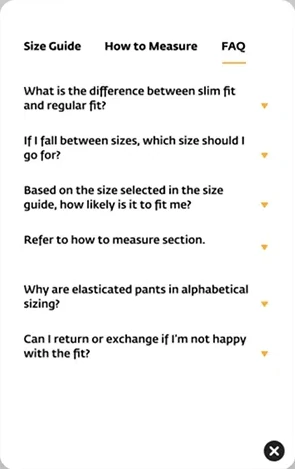 Size Guide How to Measure FAQ
What is the difference between slim fit
and regular fit?
If I fall between sizes, which size should I
go for?
Based on the size selected in the size
guide, how likely is it to fit me?
Refer to how to measure section.
Why are elasticated pants in alphabetical
sizing?
Can I return or exchange if I'm not happy
with the fit?